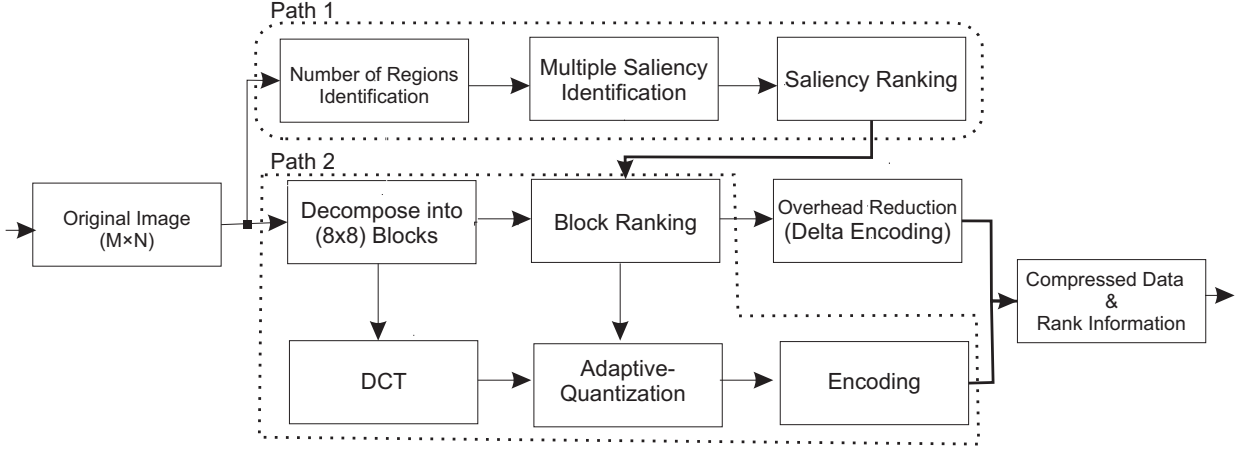 Path 1
Number of Regions
Identification
Multiple Saliency
Identification
Saliency Ranking
Path 2
Original Image
(M×N)
Decompose into
(8x8) Blocks
Block Ranking
Overhead Reduction
(Delta Encoding)
Compressed Data
&
Rank Information
DCT
Adaptive-
Quantization
Encoding